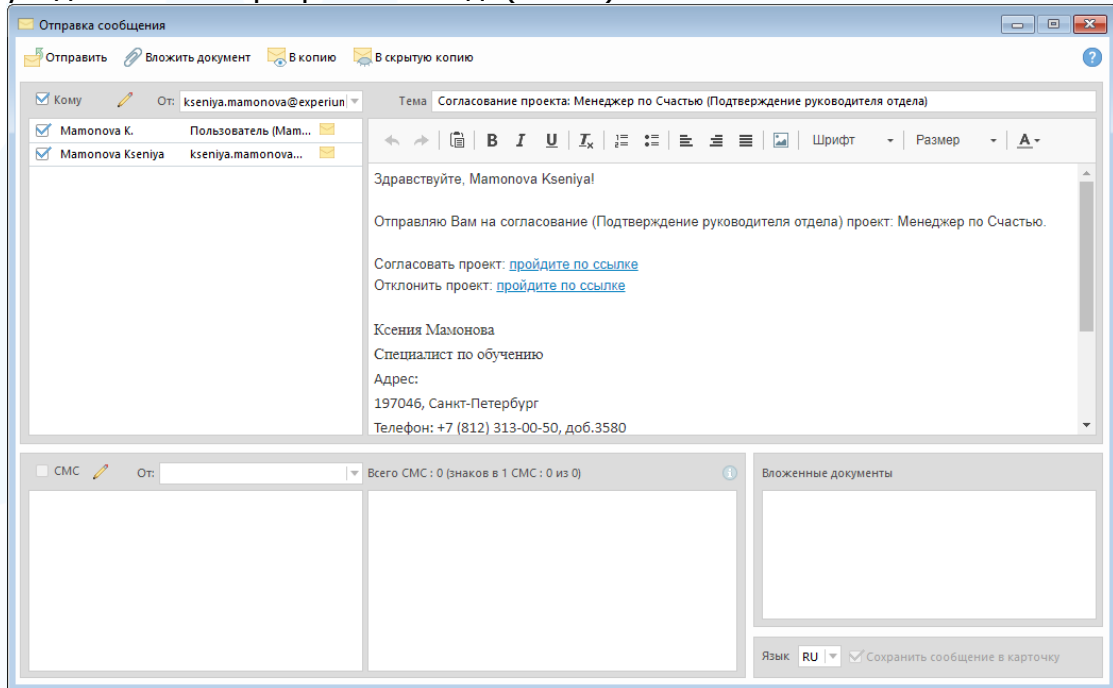 Отправка сообщения
Отправить Вложить документ В копию В скрытую копию
Кому От: kseniya.mamonova@experiun Тема Согласование проекта: Менеджер по Счастью (Подтверждение руководителя отдела)
Mamonova K. Пользователь (Mam...
Mamonova Kseniya kseniya.mamonova...
B I U Ix Шрифт Размер A
Здравствуйте, Mamonova Kseniya!
Отправляю Вам на согласование (Подтверждение руководителя отдела) проект: Менеджер по Счастью.
Согласовать проект: пройдите по ссылке
Отклонить проект: пройдите по ссылке
Ксения Мамонова
Специалист по обучению
Адрес:
197046, Санкт-Петербург
Телефон: +7 (812) 313-00-50, доб.3580
СМС От: Всего СМС : 0 (знаков в 1 СМС : 0 из 0) Вложенные документы
Язык RU Сохранить сообщение в карточку